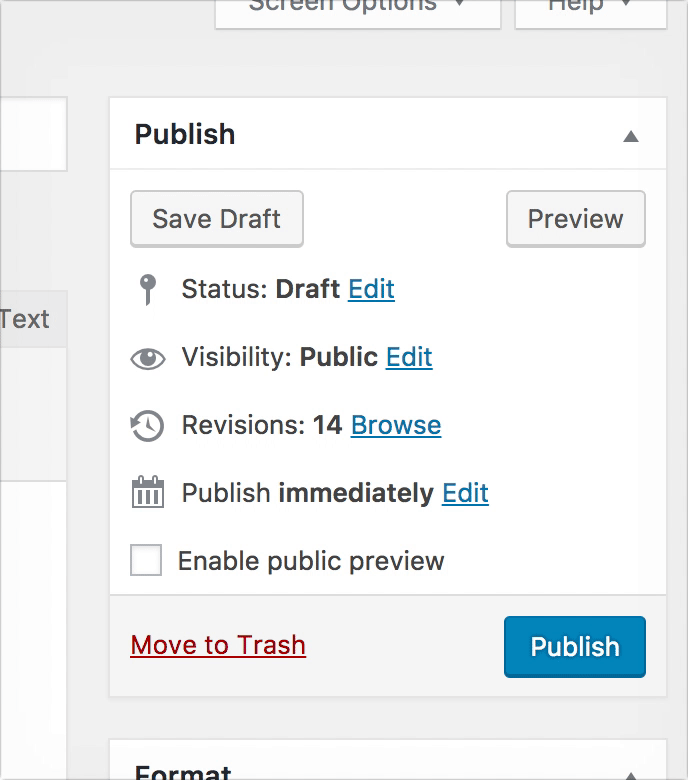 Screen Options Help
Publish
Save Draft Preview
Status: Draft Edit
Text
Visibility: Public Edit
Revisions: 14 Browse
Publish immediately Edit
Enable public preview
Move to Trash Publish
Format